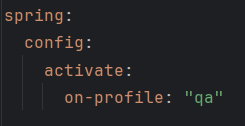 spring:
  config:
    activate:
      on-profile: "qa"